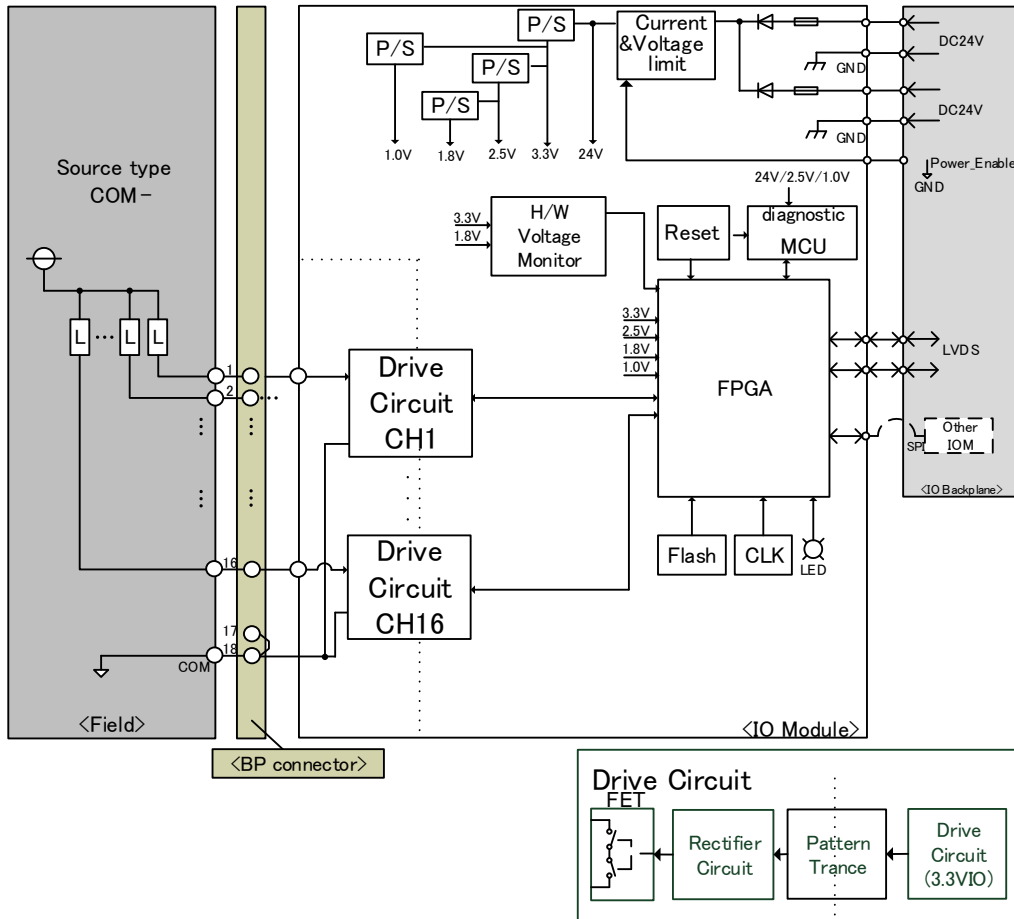 P/S
P/S
P/S
P/S
Current
&Voltage
limit
DC24V
GND
DC24V
GND
1.0V
1.8V
2.5V
3.3V
24V
Power_Enable
GND
Source type
COM-
24V/2.5V/1.0V
3.3V
1.8V
H/W
Voltage
Monitor
Reset
diagnostic
MCU
3.3V
2.5V
1.8V
1.0V
FPGA
LVDS
L
...
L
L
1
2
Drive
Circuit
CH1
SPI
Other
IOM
<IO Backplane>
16
Drive
Circuit
CH16
Flash
CLK
LED
17
18
COM
<Field>
<IO Module>
<BP connector>
Drive Circuit
FET
Rectifier
Circuit
Pattern
Trance
Drive
Circuit
(3.3VIO)